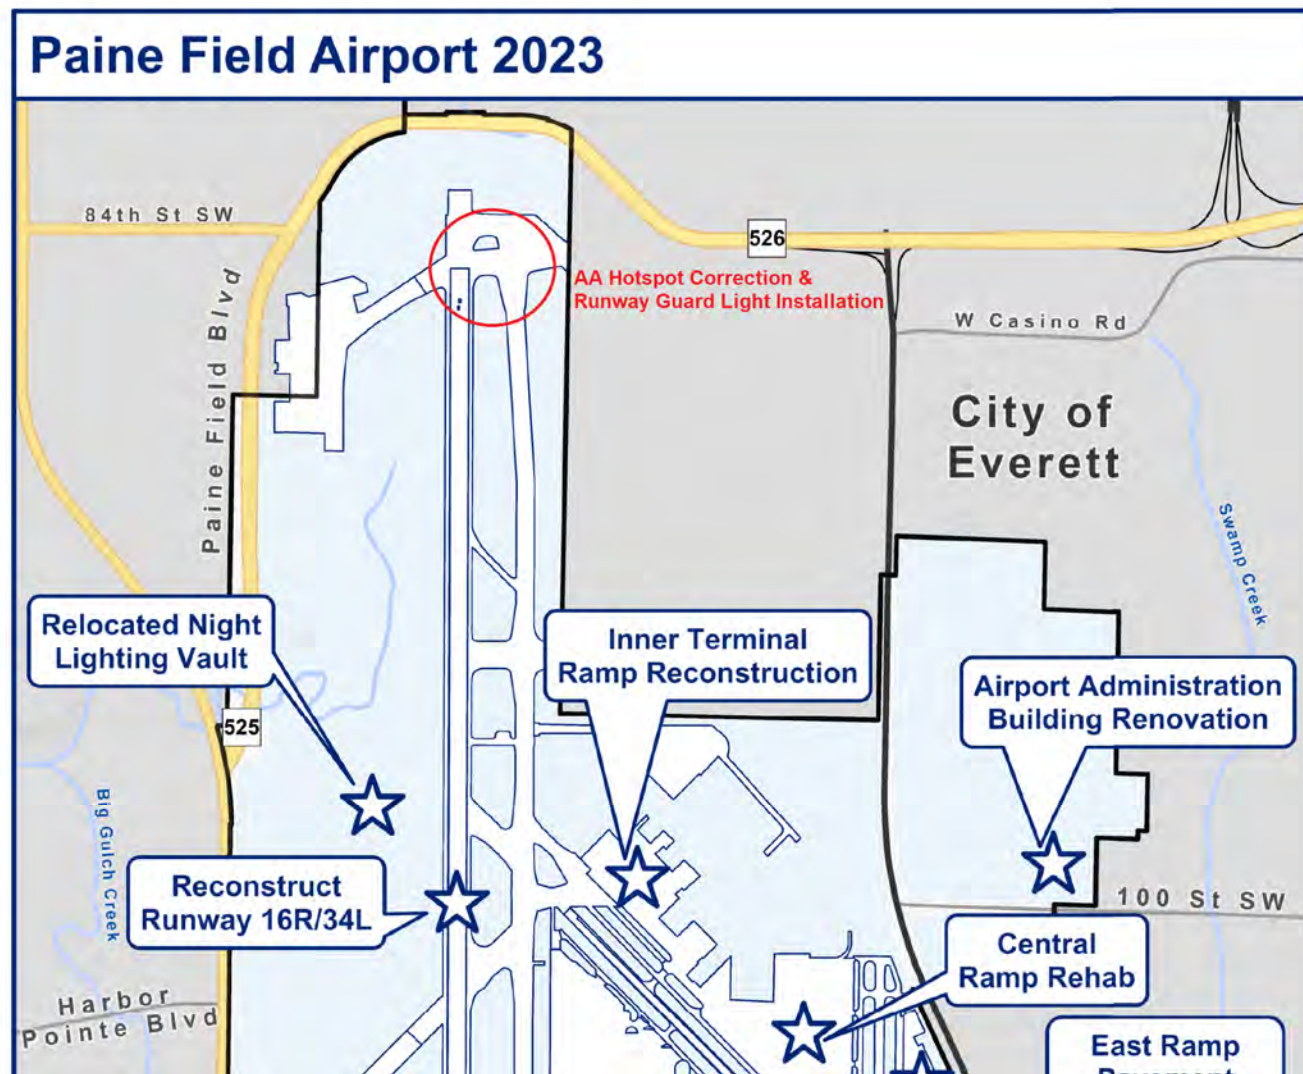 Paine Field Airport 2023
84th St SW
526
Paine Field Blvd
AA Hotspot Correction &
Runway Guard Light Installation
W Casino Rd
City of
Everett
Swamp Creek
Relocated Night
Lighting Vault
Inner Terminal
Ramp Reconstruction
Airport Administration
Building Renovation
525
Big Gulch Creek
Reconstruct
Runway 16R/34L
100 St SW
Central
Ramp Rehab
Harbor
Pointe Blvd
East Ramp
Pavement